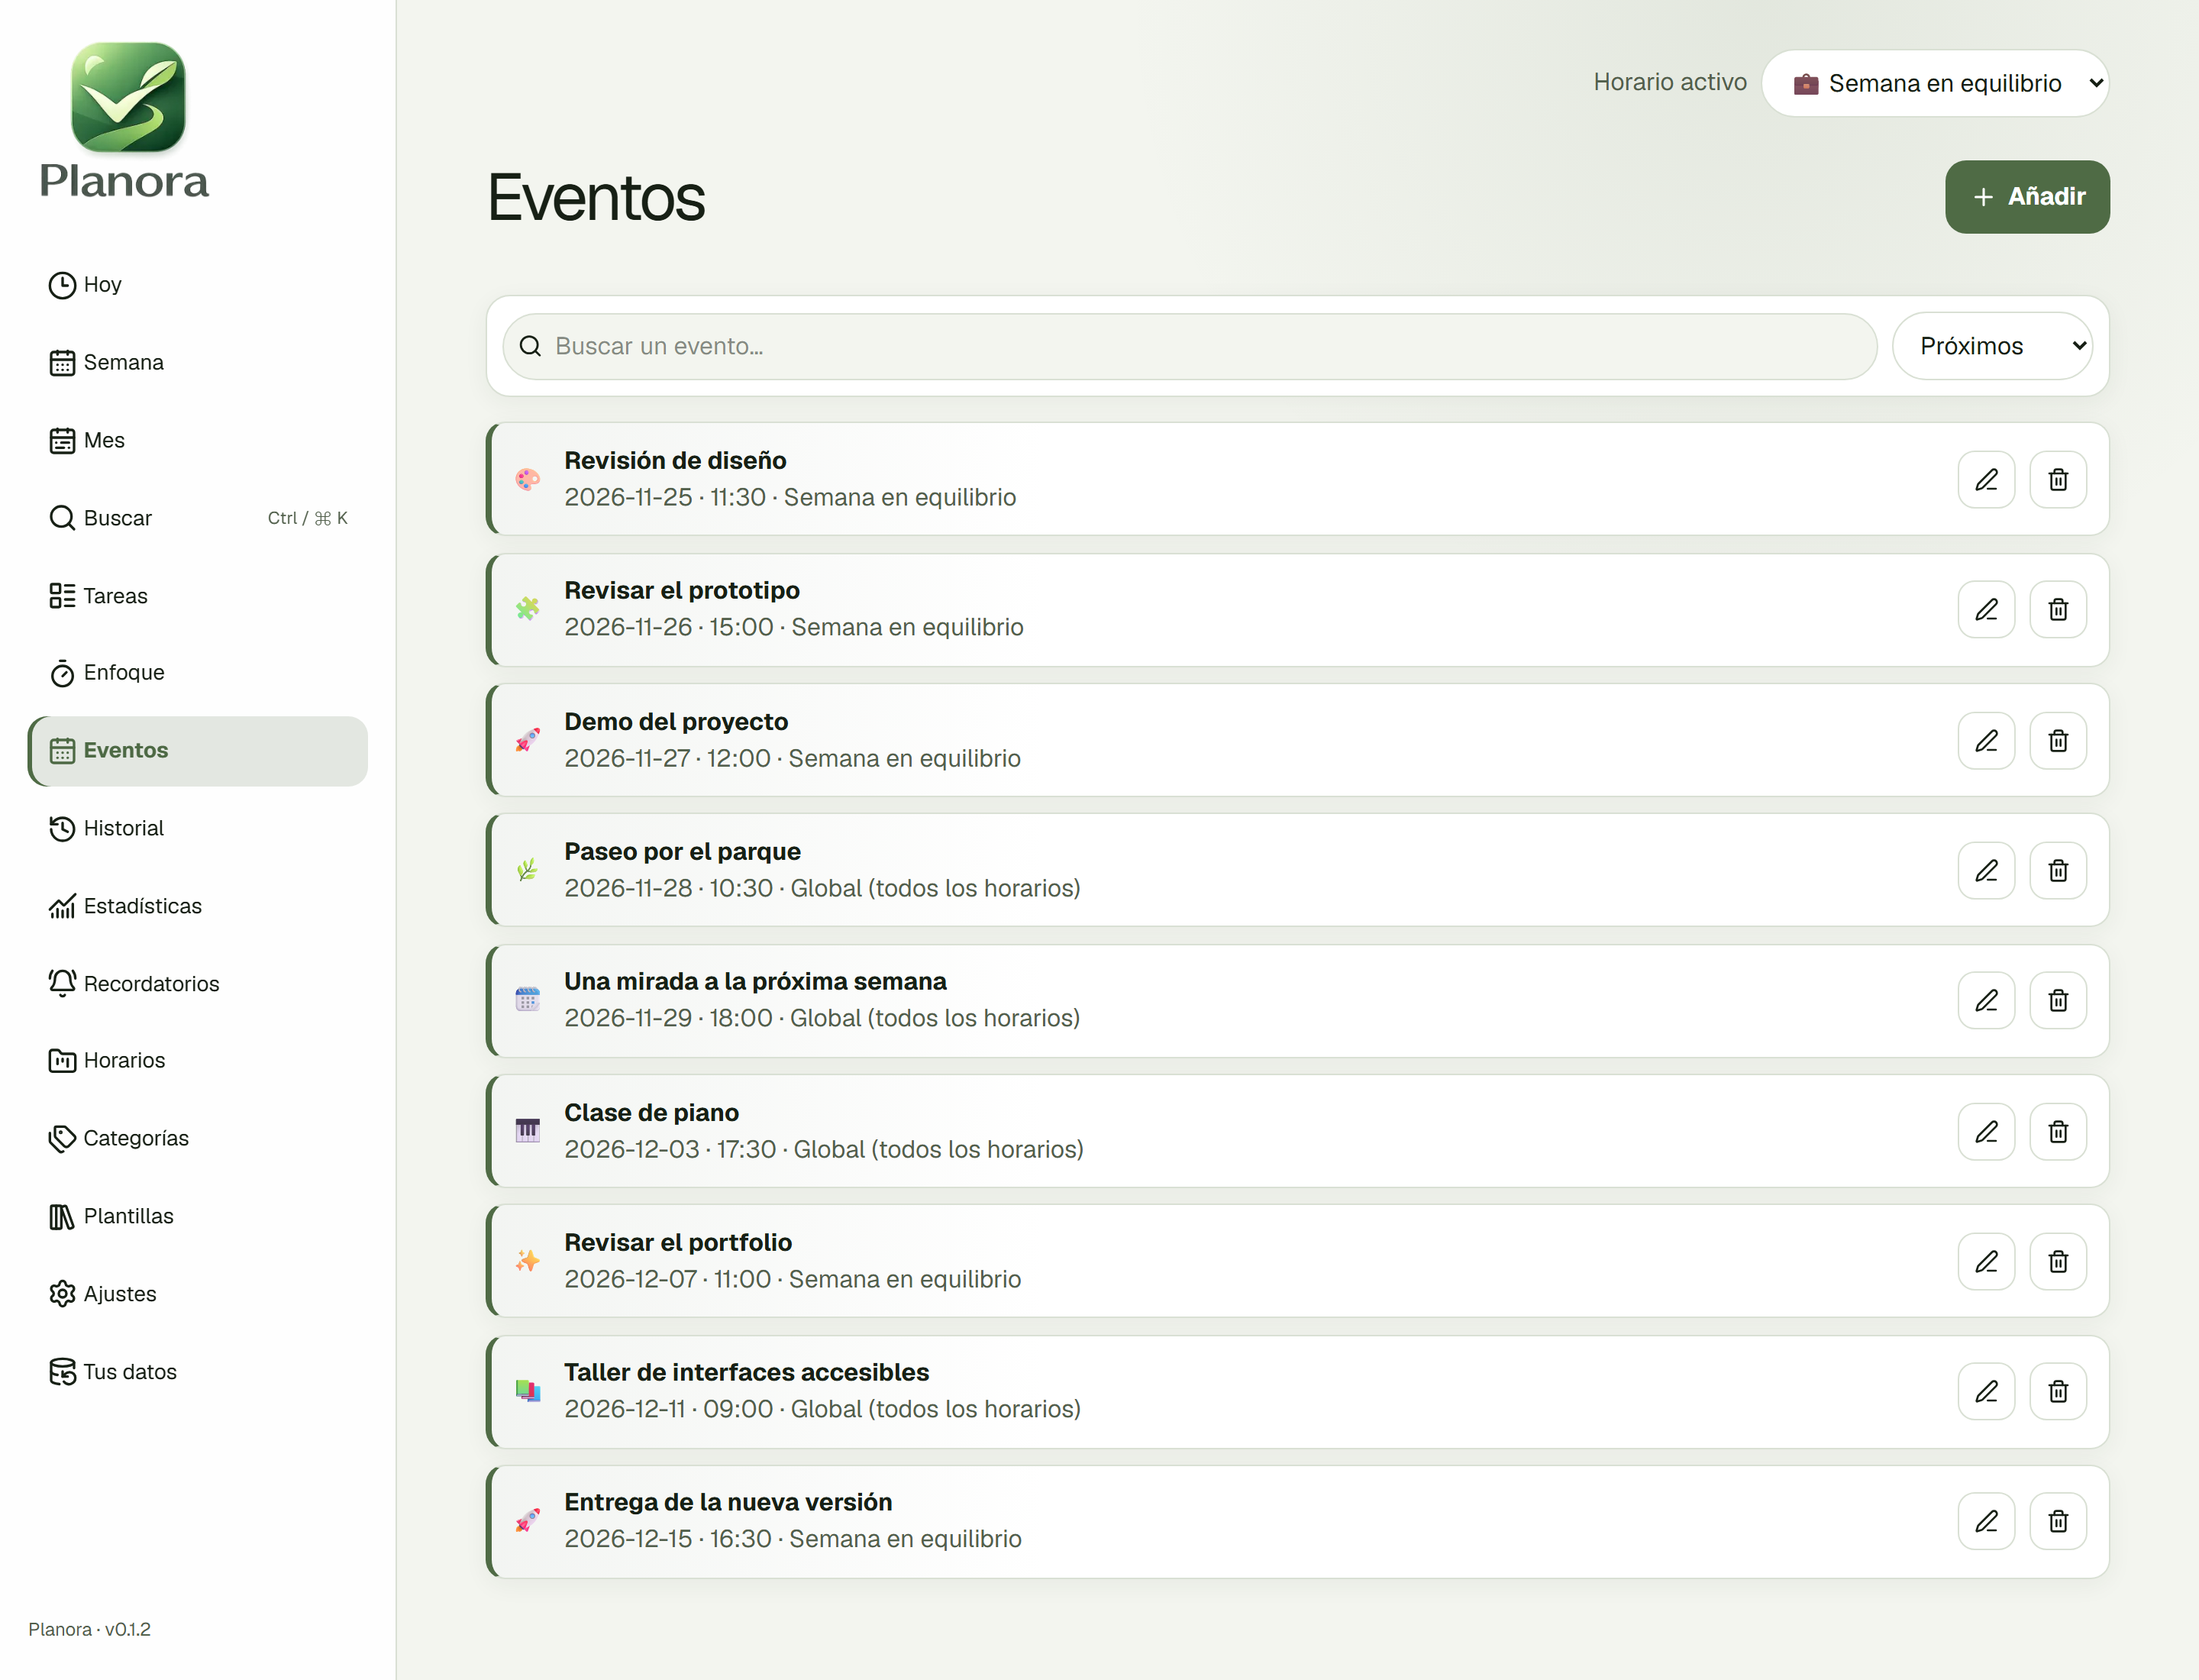 Planora
Hoy
Semana
Mes
Buscar Ctrl / ⌘ K
Tareas
Enfoque
Eventos
Historial
Estadísticas
Recordatorios
Horarios
Categorías
Plantillas
Ajustes
Tus datos
Planora · v0.1.2
Horario activo
Semana en equilibrio
Eventos
+ Añadir
Buscar un evento...
Próximos
Revisión de diseño
2026-11-25 · 11:30 · Semana en equilibrio
Revisar el prototipo
2026-11-26 · 15:00 · Semana en equilibrio
Demo del proyecto
2026-11-27 · 12:00 · Semana en equilibrio
Paseo por el parque
2026-11-28 · 10:30 · Global (todos los horarios)
Una mirada a la próxima semana
2026-11-29 · 18:00 · Global (todos los horarios)
Clase de piano
2026-12-03 · 17:30 · Global (todos los horarios)
Revisar el portfolio
2026-12-07 · 11:00 · Semana en equilibrio
Taller de interfaces accesibles
2026-12-11 · 09:00 · Global (todos los horarios)
Entrega de la nueva versión
2026-12-15 · 16:30 · Semana en equilibrio